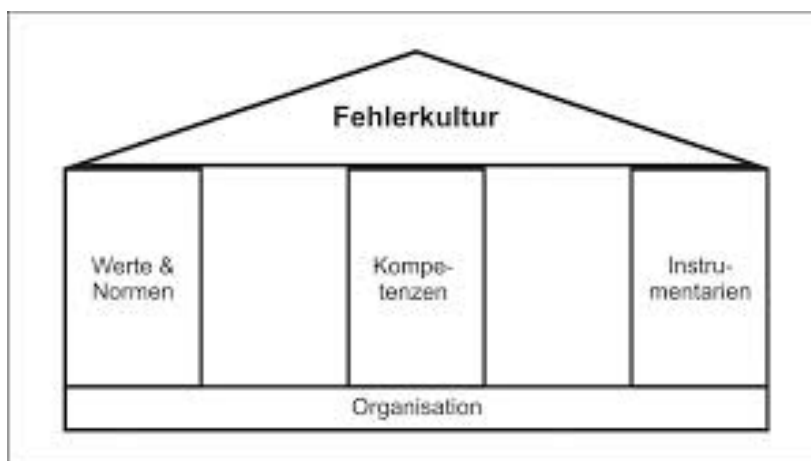 Fehlerkultur
Werte &
Normen
Kompe-
tenzen
Instru-
mentarien
Organisation